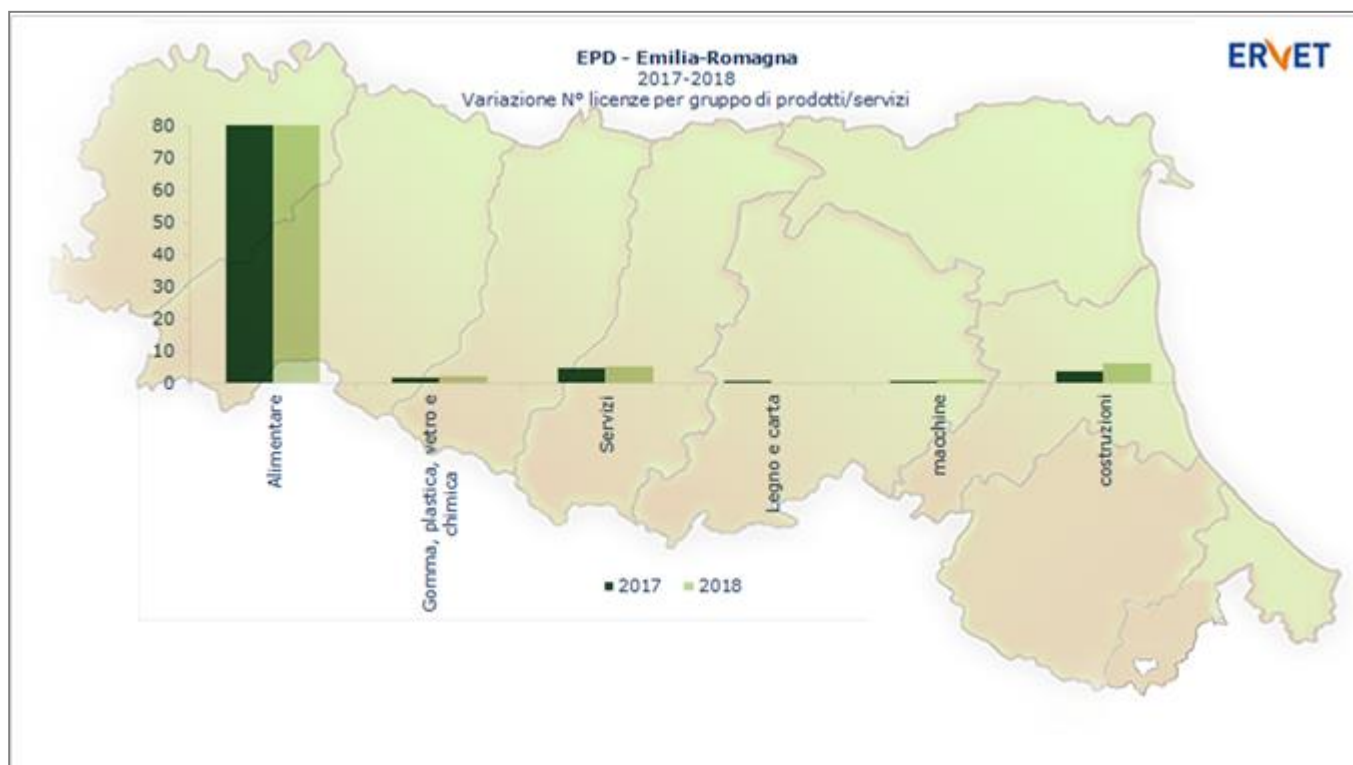 EPD - Emilia-Romagna
2017-2018
Variazione N° licenze per gruppo di prodotti/servizi
ERVET
80
70
60
50
40
30
20
10
0
Alimentare
Gomma, plastica, vetro e
chimica
Servizi
Legno e carta
macchine
costruzioni
2017
2018